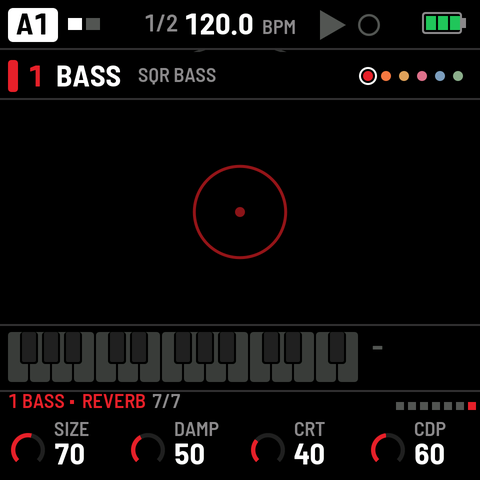 A1 1/2 120.0 BPM
1 BASS SQR BASS
-
1 BASS • REVERB 7/7
SIZE DAMP CRT CDP
70 50 40 60